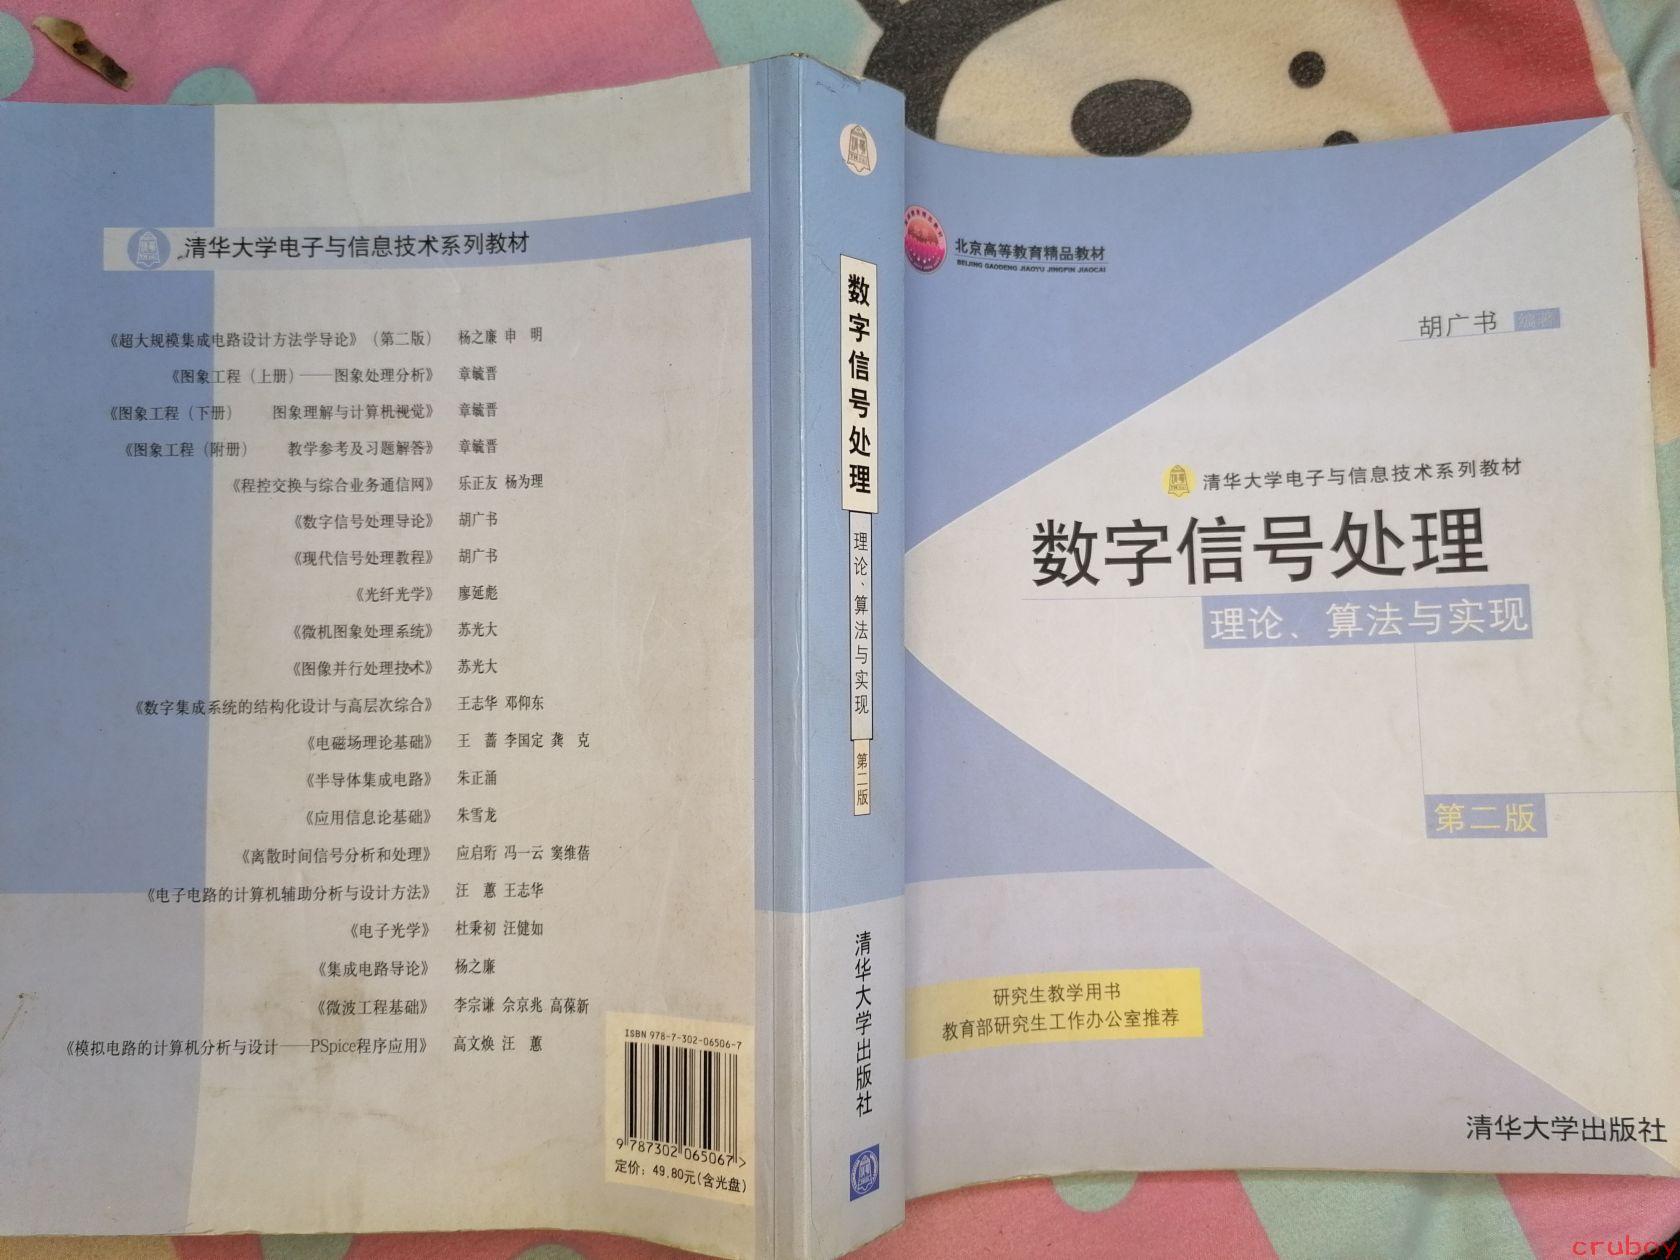 清华大学电子与信息技术系列教材
《超大规模集成电路设计方法学导论》（第二版） 杨之廉 申 明
《图象工程（上册）——图象处理分析》 章毓晋
《图象工程（下册） 图象理解与计算机视觉》 章毓晋
《图象工程（附册） 教学参考及习题解答》 章毓晋
《程控交换与综合业务通信网》 乐正友 杨为理
《数字信号处理导论》 胡广书
《现代信号处理教程》 胡广书
《光纤光学》 廖延彪
《微机图象处理系统》 苏光大
《图像并行处理技术》 苏光大
《数字集成系统的结构化设计与高层次综合》 王志华 邓仰东
《电磁场理论基础》 王 蔷 李国定 龚 克
《半导体集成电路》 朱正涌
《应用信息论基础》 朱雪龙
《离散时间信号分析和处理》 应启珩 冯一云 窦维蓓
《电子电路的计算机辅助分析与设计方法》 汪 蕙 王志华
《电子光学》 杜秉初 汪健如
《集成电路导论》 杨之廉
《微波工程基础》 李宗谦 佘京兆 高葆新
《模拟电路的计算机分析与设计——PSpice程序应用》 高文焕 汪 蕙
ISBN 978-7-302-06506-7
9 787302 065067 >
定价：49.80元(含光盘)
数字信号处理
理论、算法与实现
第二版
清华大学出版社
北京高等教育精品教材
BEIJING GAODENG JIAOYU JINGPIN JIAOCAI
胡广书 编著
清华大学电子与信息技术系列教材
数字信号处理
理论、算法与实现
第二版
研究生教学用书
教育部研究生工作办公室推荐
清华大学出版社
cruboy